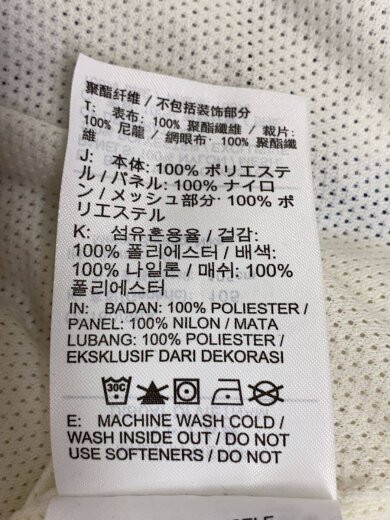 聚酯纤维 / 不包括装饰部分
T: 表布: 100% 聚酯纖維 / 裁片:
100% 尼龍 / 網眼布: 100% 聚酯纖
維
J: 本体: 100% ポリエステ
ル / パネル: 100% ナイロ
ン / メッシュ部分: 100% ポ
リエステル
K: 섬유혼용율 / 겉감:
100% 폴리에스터 / 배색:
100% 나일론 / 매쉬: 100%
폴리에스터
IN: BADAN: 100% POLIESTER /
PANEL: 100% NILON / MATA
LUBANG: 100% POLIESTER /
EKSKLUSIF DARI DEKORASI
30C
E: MACHINE WASH COLD /
WASH INSIDE OUT / DO NOT
USE SOFTENERS / DO NOT